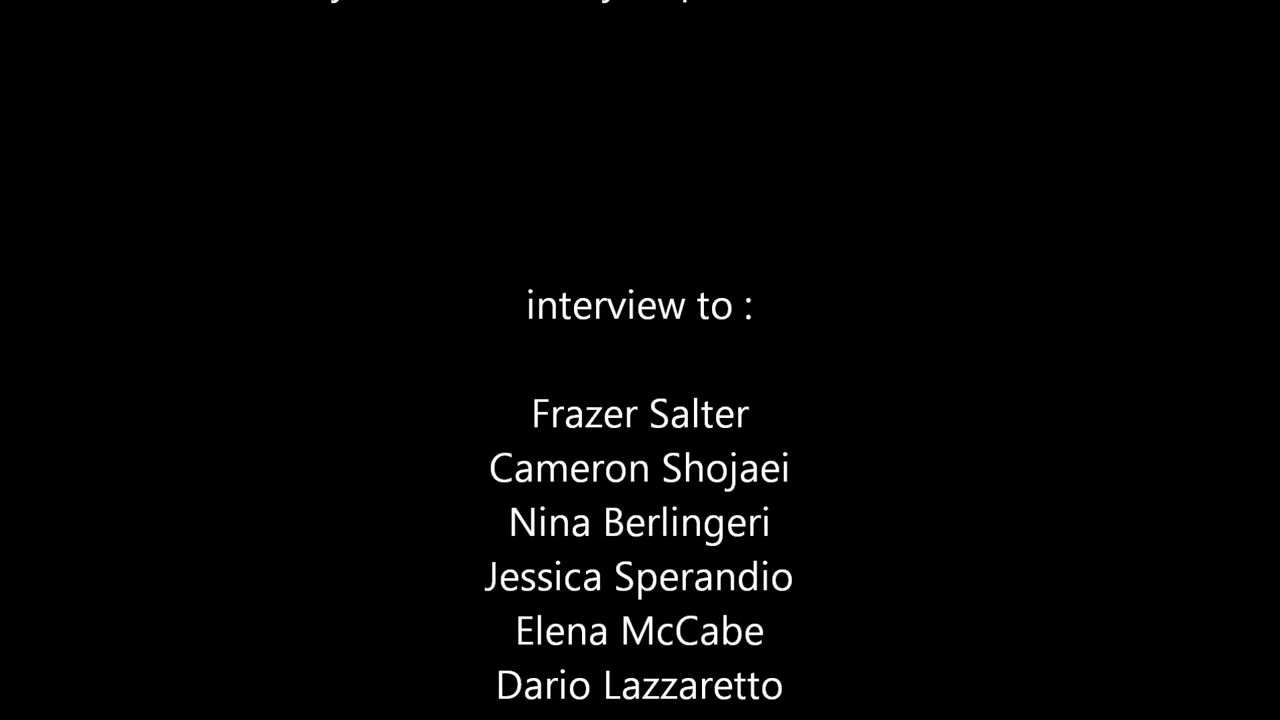 interview to :
Frazer Salter
Cameron Shojaei
Nina Berlingeri
Jessica Sperandio
Elena McCabe
Dario Lazzaretto